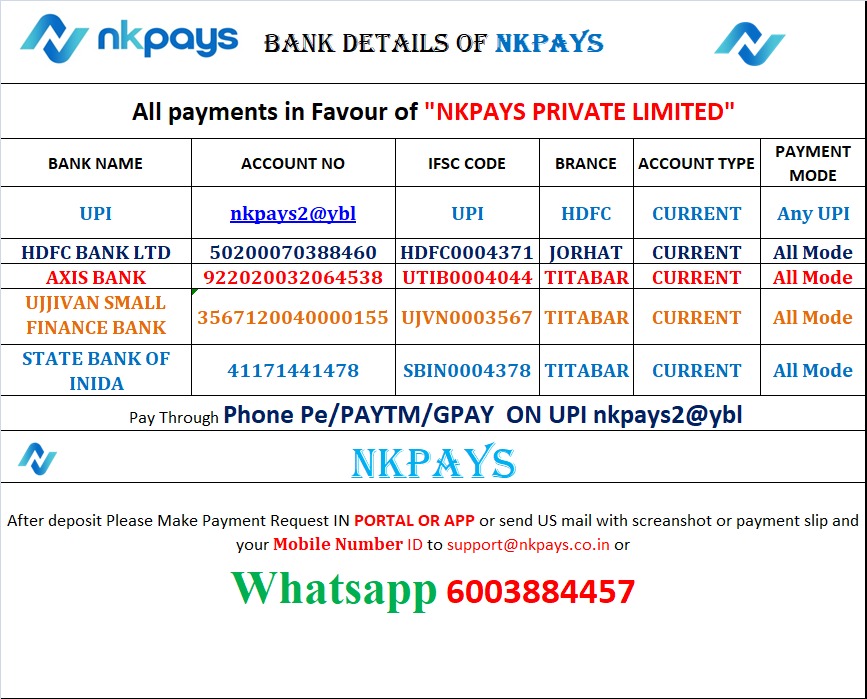 nkpays BANK DETAILS OF NKPAYS
All payments in Favour of "NKPAYS PRIVATE LIMITED"
BANK NAME ACCOUNT NO IFSC CODE BRANCE ACCOUNT TYPE PAYMENT MODE
UPI nkpays2@ybl UPI HDFC CURRENT Any UPI
HDFC BANK LTD 50200070388460 HDFC0004371 JORHAT CURRENT All Mode
AXIS BANK 922020032064538 UTIB0004044 TITABAR CURRENT All Mode
UJJIVAN SMALL FINANCE BANK 3567120040000155 UJVN0003567 TITABAR CURRENT All Mode
STATE BANK OF INIDA 41171441478 SBIN0004378 TITABAR CURRENT All Mode
Pay Through Phone Pe/PAYTM/GPAY ON UPI nkpays2@ybl
NKPAYS
After deposit Please Make Payment Request IN PORTAL OR APP or send US mail with screanshot or payment slip and
your Mobile Number ID to support@nkpays.co.in or
Whatsapp 6003884457